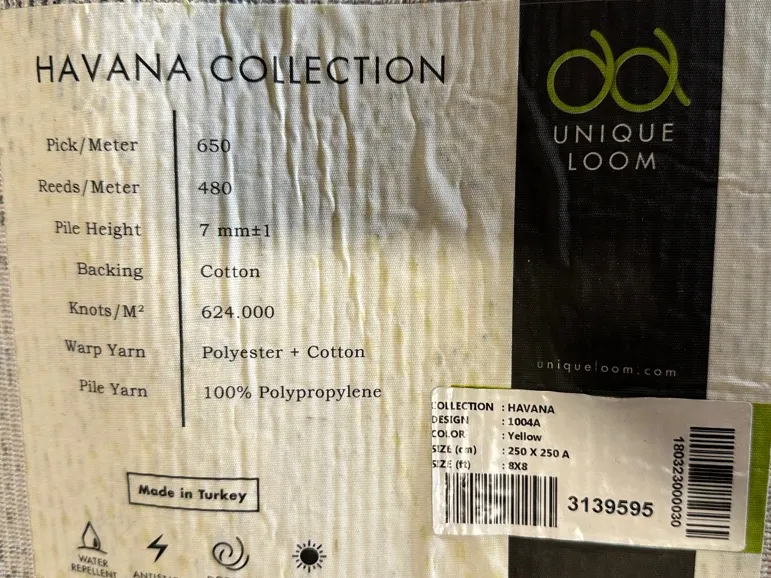 HAVANA COLLECTION
Pick/Meter 650
Reeds/Meter 480
Pile Height 7 mm±1
Backing Cotton
Knots/M² 624.000
Warp Yarn Polyester + Cotton
Pile Yarn 100% Polypropylene
Made in Turkey
WATER
REPELLENT
UNIQUE
LOOM
uniqueloom.com
COLLECTION : HAVANA
DESIGN : 1004A
COLOR : Yellow
SIZE (cm) : 250 X 250 A
SIZE (ft) : 8X8
3139595
180323000030